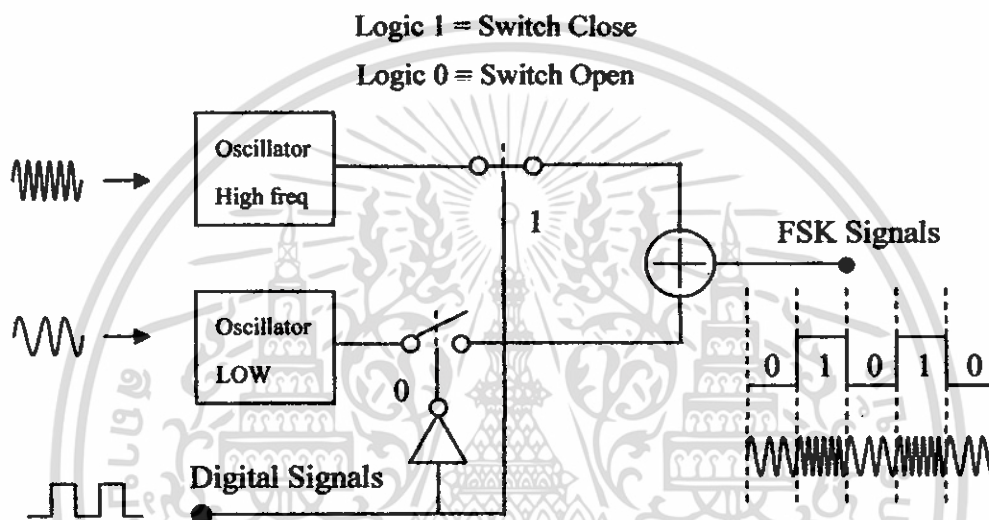 Logic 1 = Switch Close
Logic 0 = Switch Open
Oscillator
High freq
1
FSK Signals
Oscillator
LOW
0
0 1 0 1 0
Digital Signals